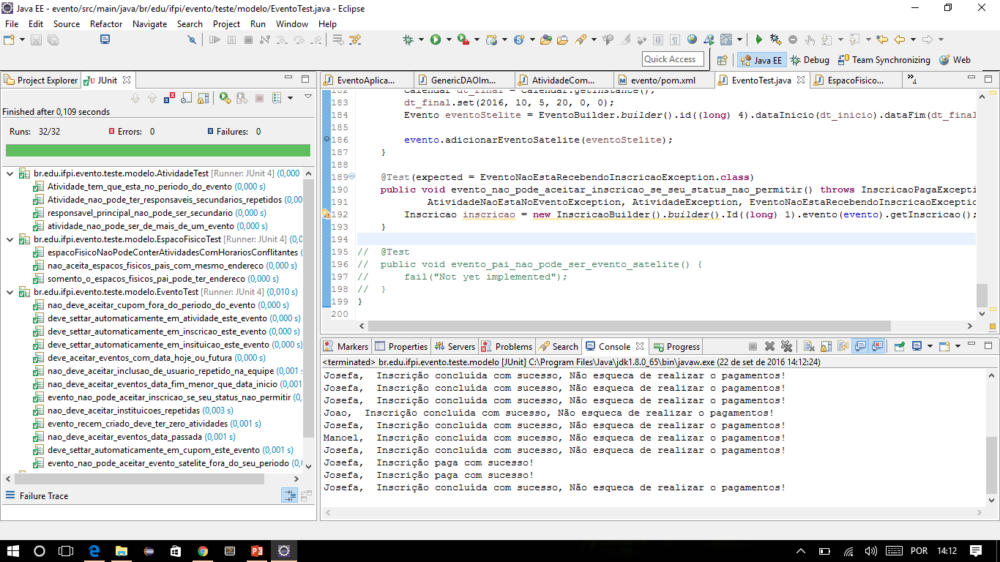 Java EE - evento/src/main/java/br/edu/ifpi/evento/teste/modelo/EventoTest.java - Eclipse
File Edit Source Refactor Navigate Search Project Run Window Help
Quick Access
Java EE Debug Team Synchronizing Web
Project Explorer JUnit
Finished after 0,109 seconds
Runs: 32/32 Errors: 0 Failures: 0
br.edu.ifpi.evento.teste.modelo.AtividadeTest [Runner: JUnit 4] (0,000
Atividade_tem_que_esta_no_periodo_do_evento (0,000 s)
Atividade_nao_pode_ter_responsaveis_secundarios_repetidos (0,00
responsavel_principal_nao_pode_ser_secundario (0,000 s)
atividade_nao_pode_ser_de_mais_de_um_evento (0,000 s)
br.edu.ifpi.evento.teste.modelo.EspacoFisicoTest [Runner: JUnit 4] (0,0
espacoFisicoNaoPodeConterAtividadesComHorariosConflitantes (
nao_aceita_espacos_fisicos_pais_com_mesmo_endereco (0,000 s)
somento_o_espacos_fisicos_pai_pode_ter_endereco (0,000 s)
br.edu.ifpi.evento.teste.modelo.EventoTest [Runner: JUnit 4] (0,010 s)
nao_deve_aceitar_cupom_fora_do_periodo_do_evento (0,000 s)
deve_settar_automaticamente_em_atividade_este_evento (0,000 s)
deve_settar_automaticamente_em_inscricao_este_evento (0,000 s)
deve_settar_automaticamente_em_insituicao_este_evento (0,000 s)
deve_aceitar_eventos_com_data_hoje_ou_futura (0,000 s)
nao_deve_aceitar_inclusao_de_usuario_repetido_na_equipe (0,001 s
nao_deve_aceitar_eventos_data_fim_menor_que_data_inicio (0,001
evento_nao_pode_aceitar_inscricao_se_seu_status_nao_permitir (0,
nao_deve_aceitar_instituicoes_repetidas (0,003 s)
evento_recem_criado_deve_ter_zero_atividades (0,001 s)
nao_deve_aceitar_eventos_data_passada (0,001 s)
deve_settar_automaticamente_em_cupom_este_evento (0,001 s)
evento_nao_pode_aceitar_evento_satelite_fora_do_seu_periodo (0,
Failure Trace
EventoAplica... GenericDAOIm... AtividadeCom... evento/pom.xml EventoTest.java EspacoFisico... »4
182 Calendar dt_final = Calendar.getInstance();
183 dt_final.set(2016, 10, 5, 20, 0, 0);
184 Evento eventoStelite = EventoBuilder.builder().id((long) 4).dataInicio(dt_inicio).dataFim(dt_final
185
186 evento.adicionarEventoSatelite(eventoStelite);
187 }
188
189 @Test(expected = EventoNaoEstaRecebendoInscricaoException.class)
190 public void evento_nao_pode_aceitar_inscricao_se_seu_status_nao_permitir() throws InscricaoPagaExcepti
191 AtividadeNaoEstaNoEventoException, AtividadeException, EventoNaoEstaRecebendoInscricaoExceptio
192 Inscricao inscricao = new InscricaoBuilder().builder().Id((long) 1).evento(evento).getInscricao();
193 }
194
195 // @Test
196 // public void evento_pai_nao_pode_ser_evento_satelite() {
197 // fail("Not yet implemented");
198 // }
199 }
200
Markers Properties Servers Problems Search Console Progress
<terminated> br.edu.ifpi.evento.teste.modelo [JUnit] C:\Program Files\Java\jdk1.8.0_65\bin\javaw.exe (22 de set de 2016 14:12:24)
Josefa, Inscrição concluída com sucesso, Não esqueca de realizar o pagamentos!
Josefa, Inscrição concluída com sucesso, Não esqueca de realizar o pagamentos!
Josefa, Inscrição concluída com sucesso, Não esqueca de realizar o pagamentos!
Joao, Inscrição concluída com sucesso, Não esqueca de realizar o pagamentos!
Josefa, Inscrição concluída com sucesso, Não esqueca de realizar o pagamentos!
Manoel, Inscrição concluída com sucesso, Não esqueca de realizar o pagamentos!
Josefa, Inscrição concluída com sucesso, Não esqueca de realizar o pagamentos!
Josefa, Inscrição paga com sucesso!
Josefa, Inscrição paga com sucesso!
Josefa, Inscrição concluída com sucesso, Não esqueca de realizar o pagamentos!
POR 14:12